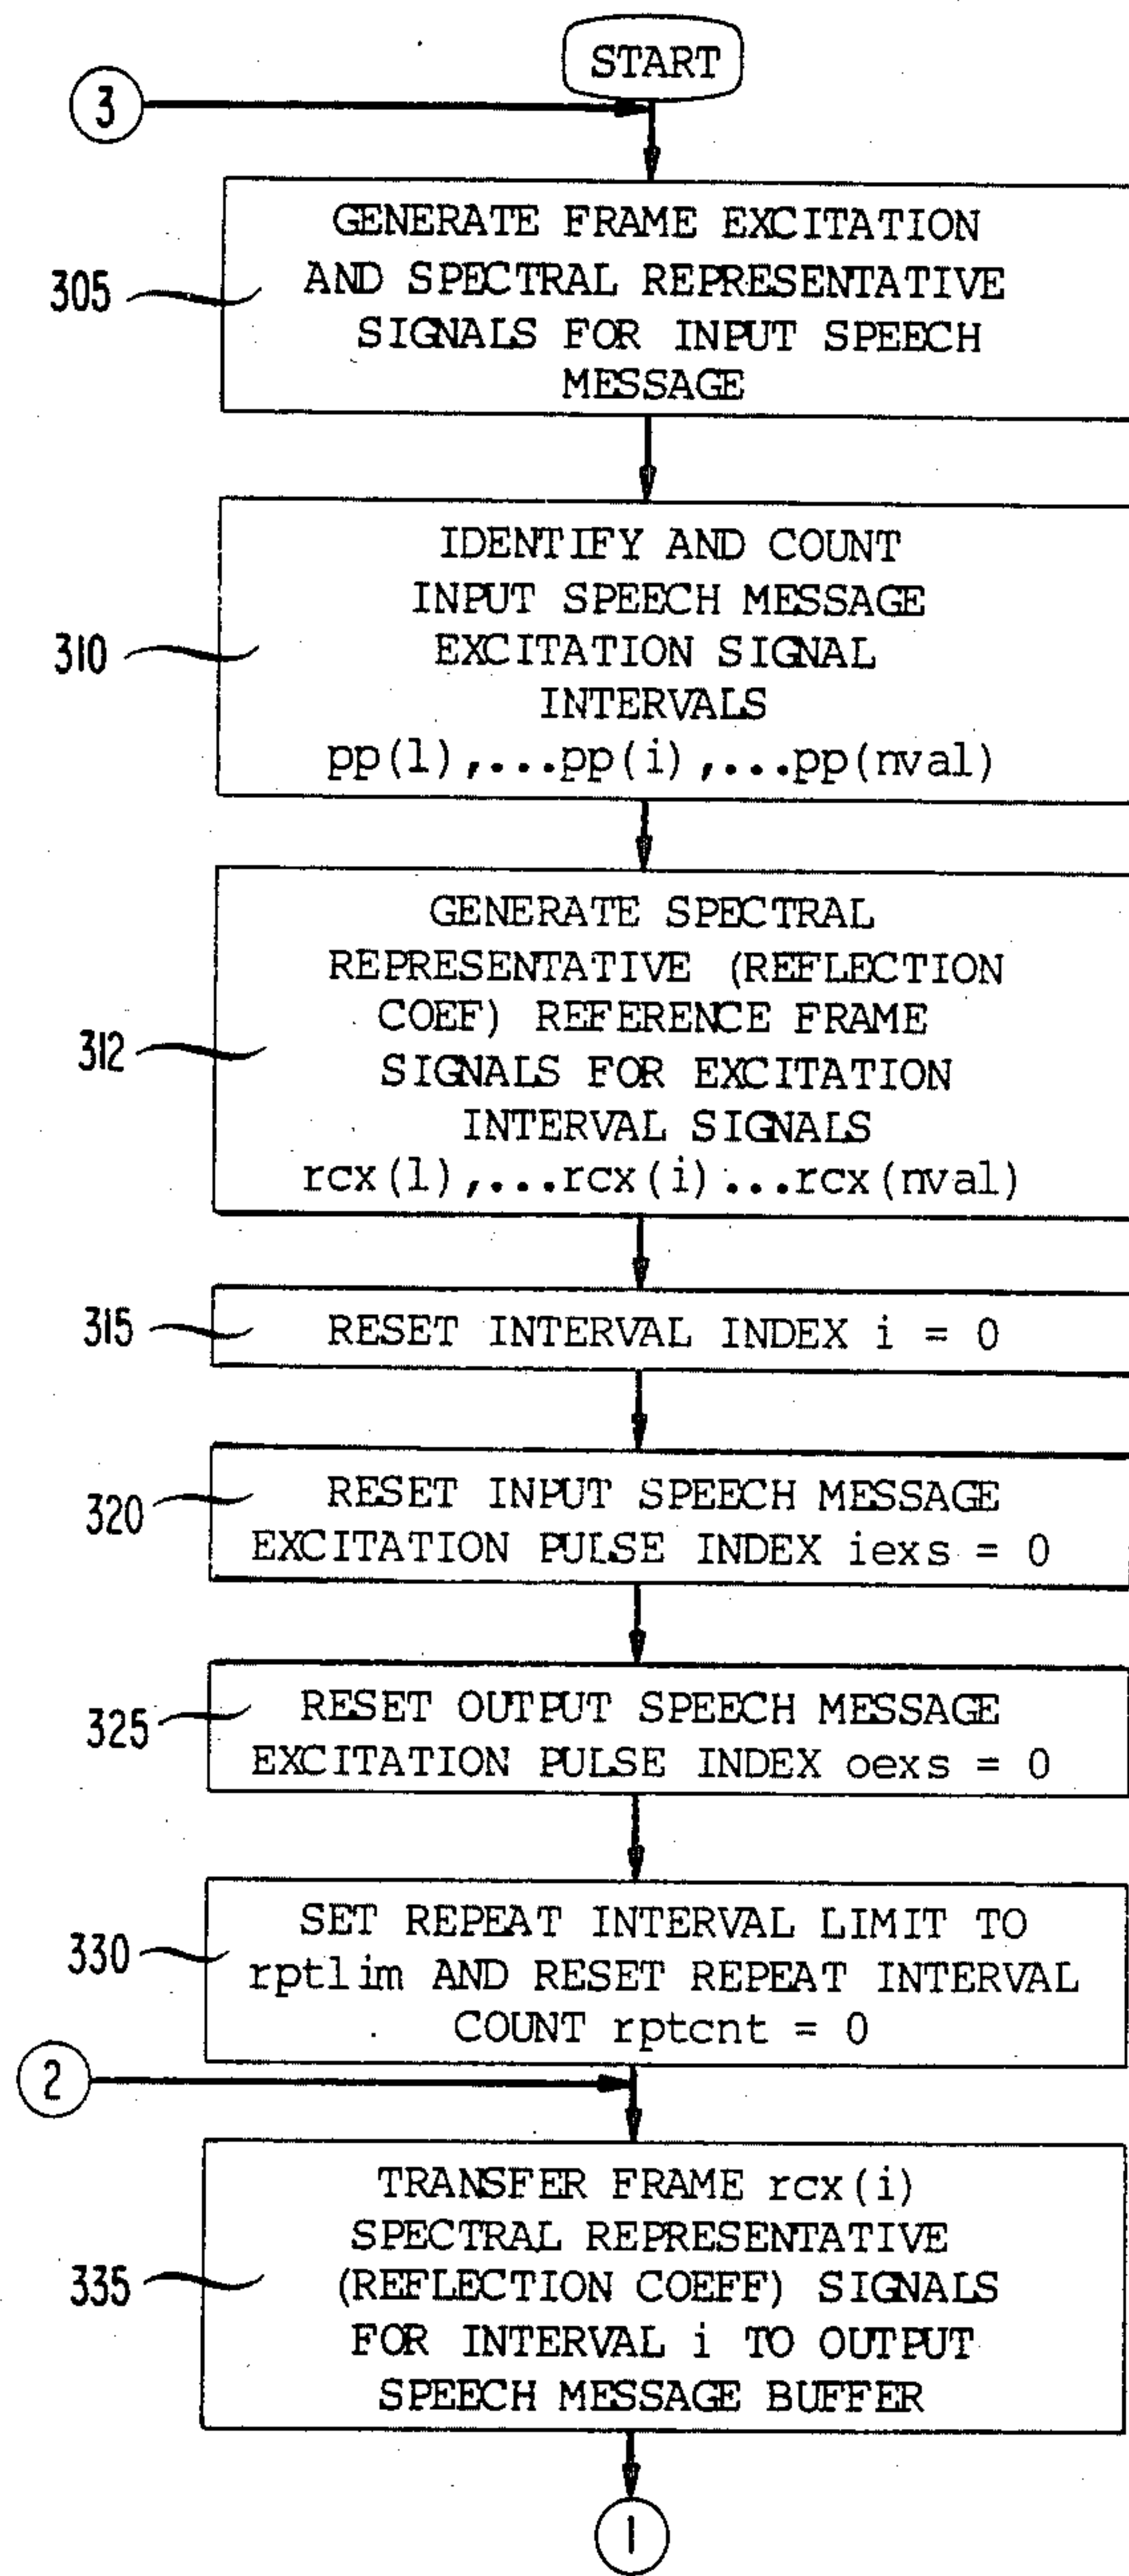 START
3
305
GENERATE FRAME EXCITATION
AND SPECTRAL REPRESENTATIVE
SIGNALS FOR INPUT SPEECH
MESSAGE
310
IDENTIFY AND COUNT
INPUT SPEECH MESSAGE
EXCITATION SIGNAL
INTERVALS
pp(1),...pp(i),...pp(nval)
312
GENERATE SPECTRAL
REPRESENTATIVE (REFLECTION
COEF) REFERENCE FRAME
SIGNALS FOR EXCITATION
INTERVAL SIGNALS
rcx(1),...rcx(i)...rcx(nval)
315
RESET INTERVAL INDEX i = 0
320
RESET INPUT SPEECH MESSAGE
EXCITATION PULSE INDEX iexs = 0
325
RESET OUTPUT SPEECH MESSAGE
EXCITATION PULSE INDEX oexs = 0
330
SET REPEAT INTERVAL LIMIT TO
rptlim AND RESET REPEAT INTERVAL
COUNT rptcnt = 0
2
335
TRANSFER FRAME rcx(i)
SPECTRAL REPRESENTATIVE
(REFLECTION COEFF) SIGNALS
FOR INTERVAL i TO OUTPUT
SPEECH MESSAGE BUFFER
1